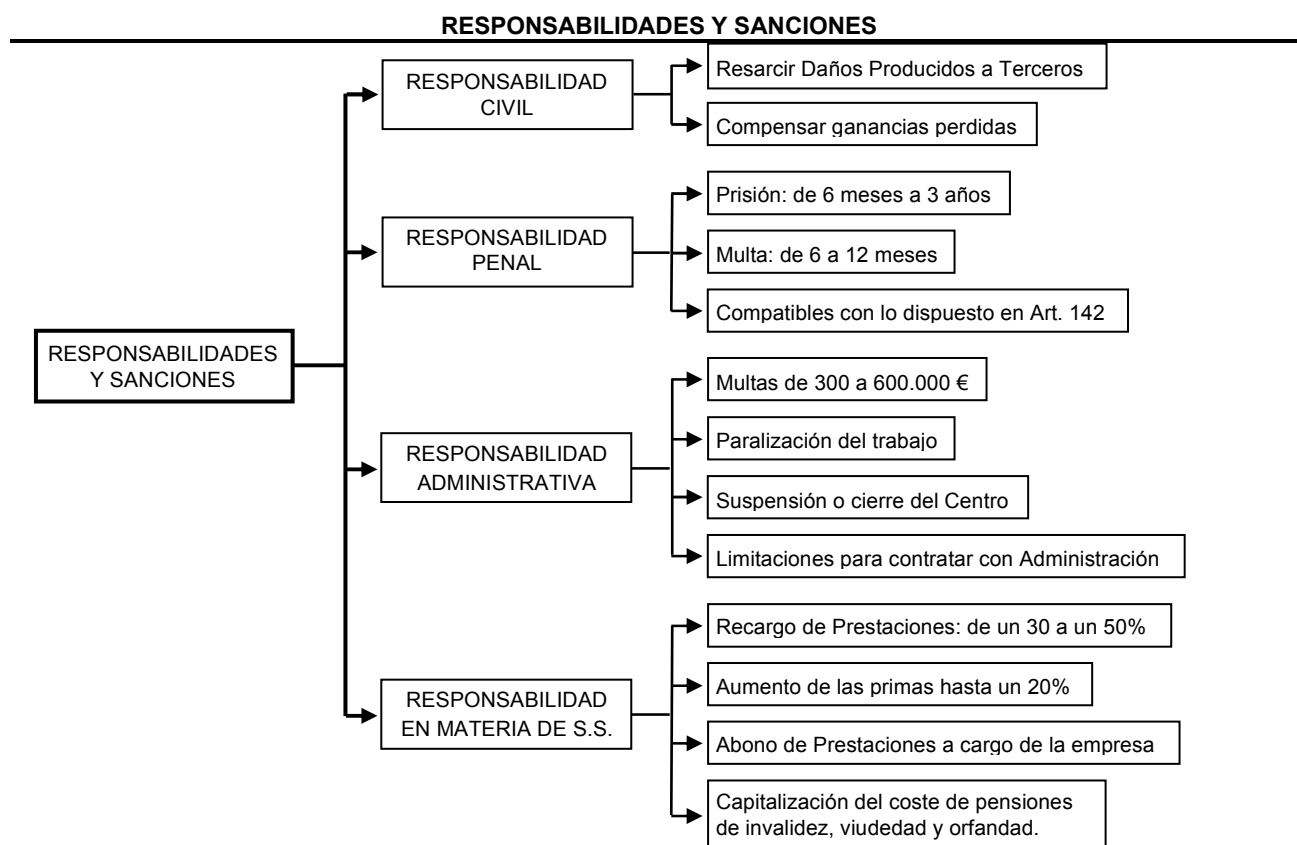 RESPONSABILIDADES Y SANCIONES
RESPONSABILIDADES
Y SANCIONES
RESPONSABILIDAD
CIVIL
Resarcir Daños Producidos a Terceros
Compensar ganancias perdidas
RESPONSABILIDAD
PENAL
Prisión: de 6 meses a 3 años
Multa: de 6 a 12 meses
Compatibles con lo dispuesto en Art. 142
RESPONSABILIDAD
ADMINISTRATIVA
Multas de 300 a 600.000 €
Paralización del trabajo
Suspensión o cierre del Centro
Limitaciones para contratar con Administración
RESPONSABILIDAD
EN MATERIA DE S.S.
Recargo de Prestaciones: de un 30 a un 50%
Aumento de las primas hasta un 20%
Abono de Prestaciones a cargo de la empresa
Capitalización del coste de pensiones
de invalidez, viudedad y orfandad.